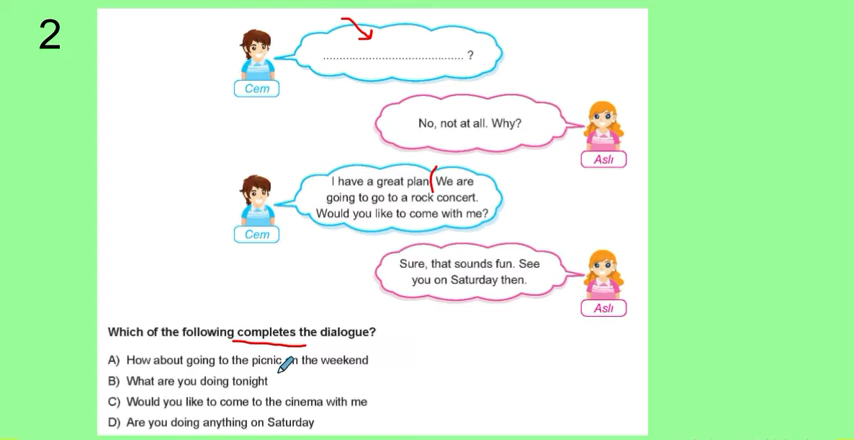 2
........................................... ?
Cem
No, not at all. Why?
Aslı
I have a great plan. We are
going to go to a rock concert.
Would you like to come with me?
Cem
Sure, that sounds fun. See
you on Saturday then.
Aslı
Which of the following completes the dialogue?
A) How about going to the picnic the weekend
B) What are you doing tonight
C) Would you like to come to the cinema with me
D) Are you doing anything on Saturday